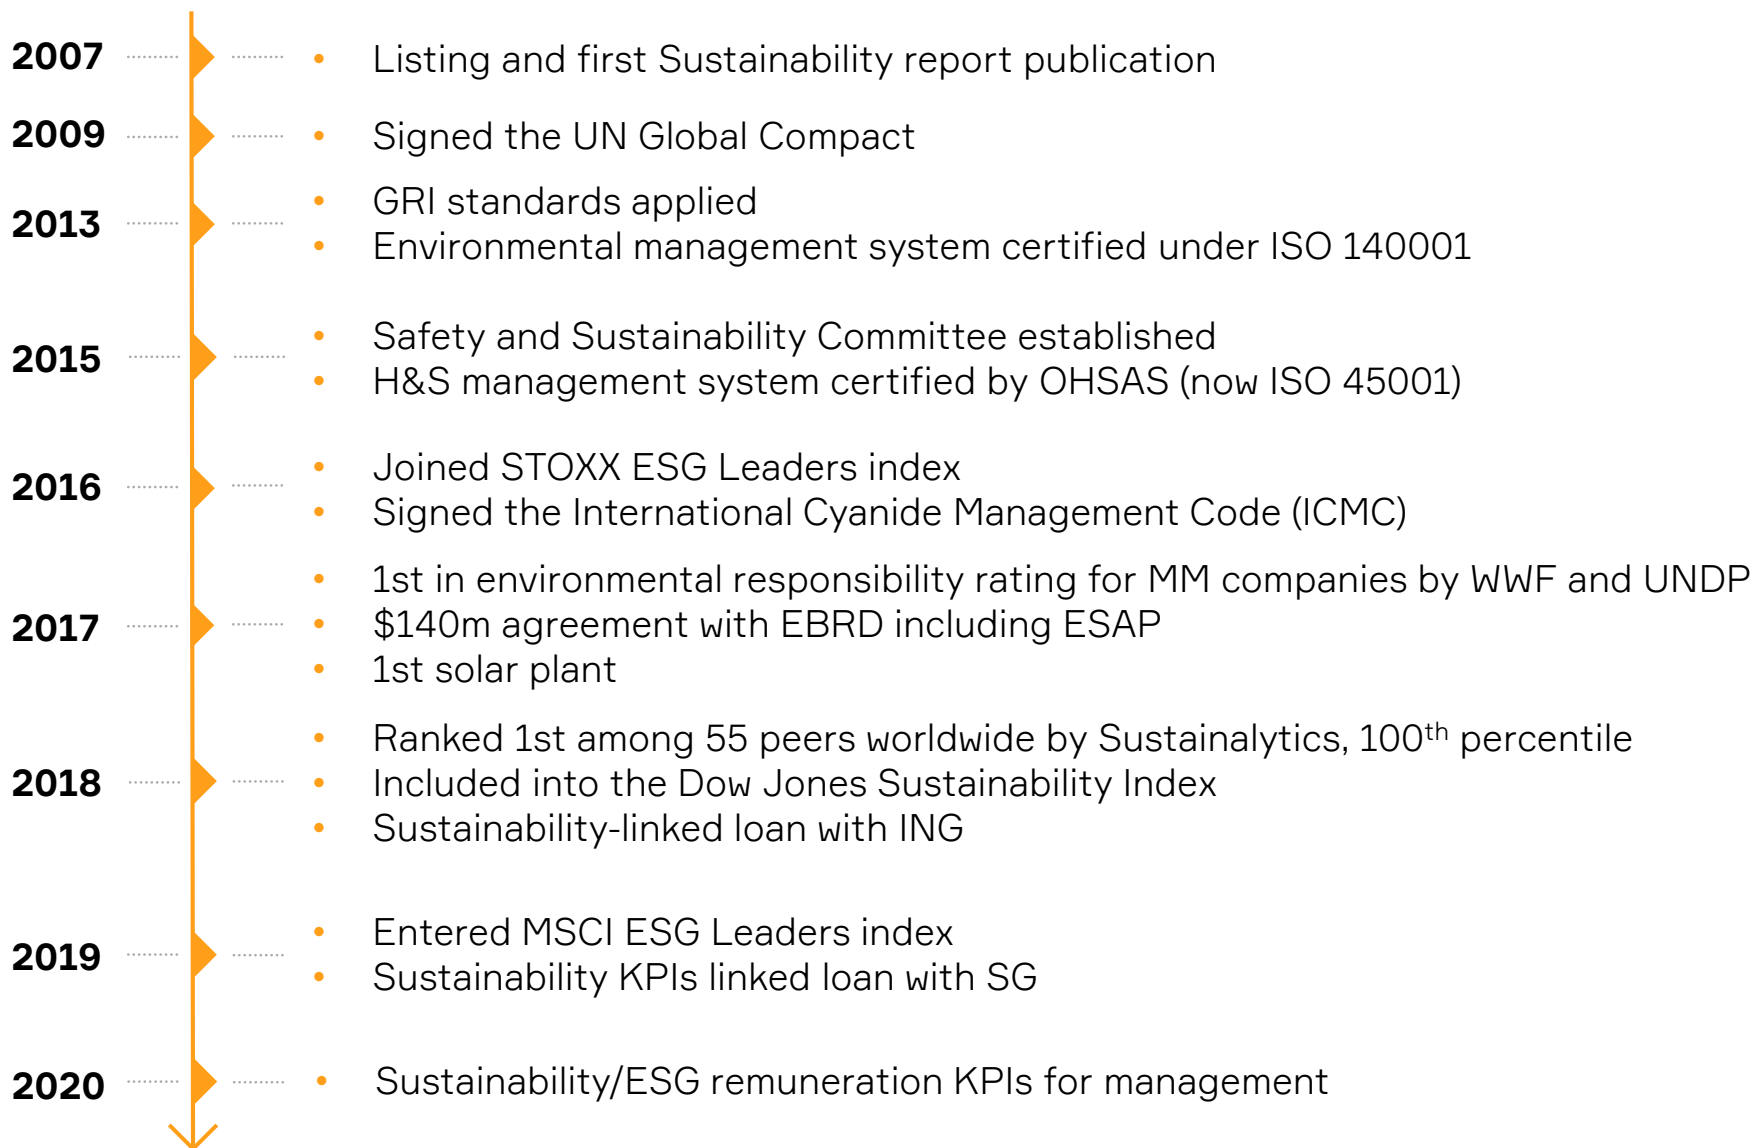 2007
• Listing and first Sustainability report publication
2009
• Signed the UN Global Compact
2013
• GRI standards applied
• Environmental management system certified under ISO 140001
2015
• Safety and Sustainability Committee established
• H&S management system certified by OHSAS (now ISO 45001)
2016
• Joined STOXX ESG Leaders index
• Signed the International Cyanide Management Code (ICMC)
2017
• 1st in environmental responsibility rating for MM companies by WWF and UNDP
• $140m agreement with EBRD including ESAP
• 1st solar plant
2018
• Ranked 1st among 55 peers worldwide by Sustainalytics, 100th percentile
• Included into the Dow Jones Sustainability Index
• Sustainability-linked loan with ING
2019
• Entered MSCI ESG Leaders index
• Sustainability KPIs linked loan with SG
2020
• Sustainability/ESG remuneration KPIs for management